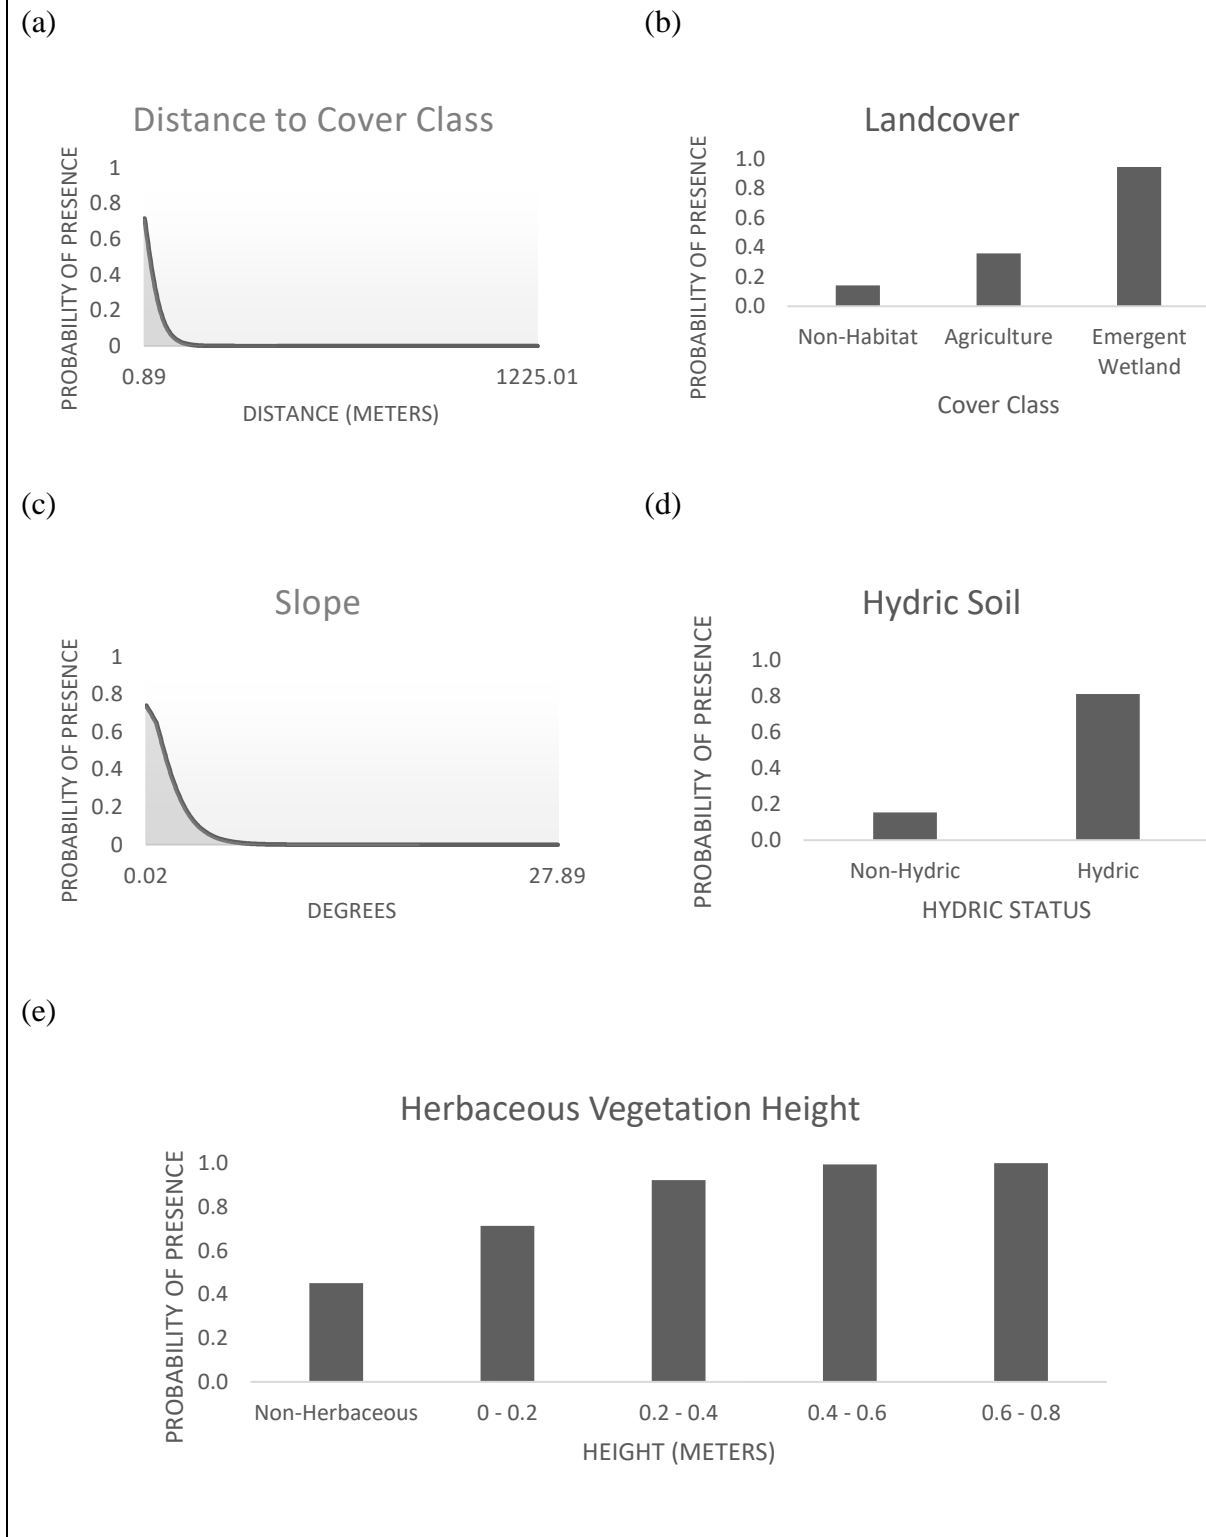 (a)
Distance to Cover Class
PROBABILITY OF PRESENCE
1
0.8
0.6
0.4
0.2
0
0.89
1225.01
DISTANCE (METERS)
(b)
Landcover
PROBABILITY OF PRESENCE
1.0
0.8
0.6
0.4
0.2
0.0
Non-Habitat
Agriculture
Emergent
Wetland
Cover Class
(c)
Slope
PROBABILITY OF PRESENCE
1
0.8
0.6
0.4
0.2
0
0.02
27.89
DEGREES
(d)
Hydric Soil
PROBABILITY OF PRESENCE
1.0
0.8
0.6
0.4
0.2
0.0
Non-Hydric
Hydric
HYDRIC STATUS
(e)
Herbaceous Vegetation Height
PROBABILITY OF PRESENCE
1.0
0.8
0.6
0.4
0.2
0.0
Non-Herbaceous
0 - 0.2
0.2 - 0.4
0.4 - 0.6
0.6 - 0.8
HEIGHT (METERS)